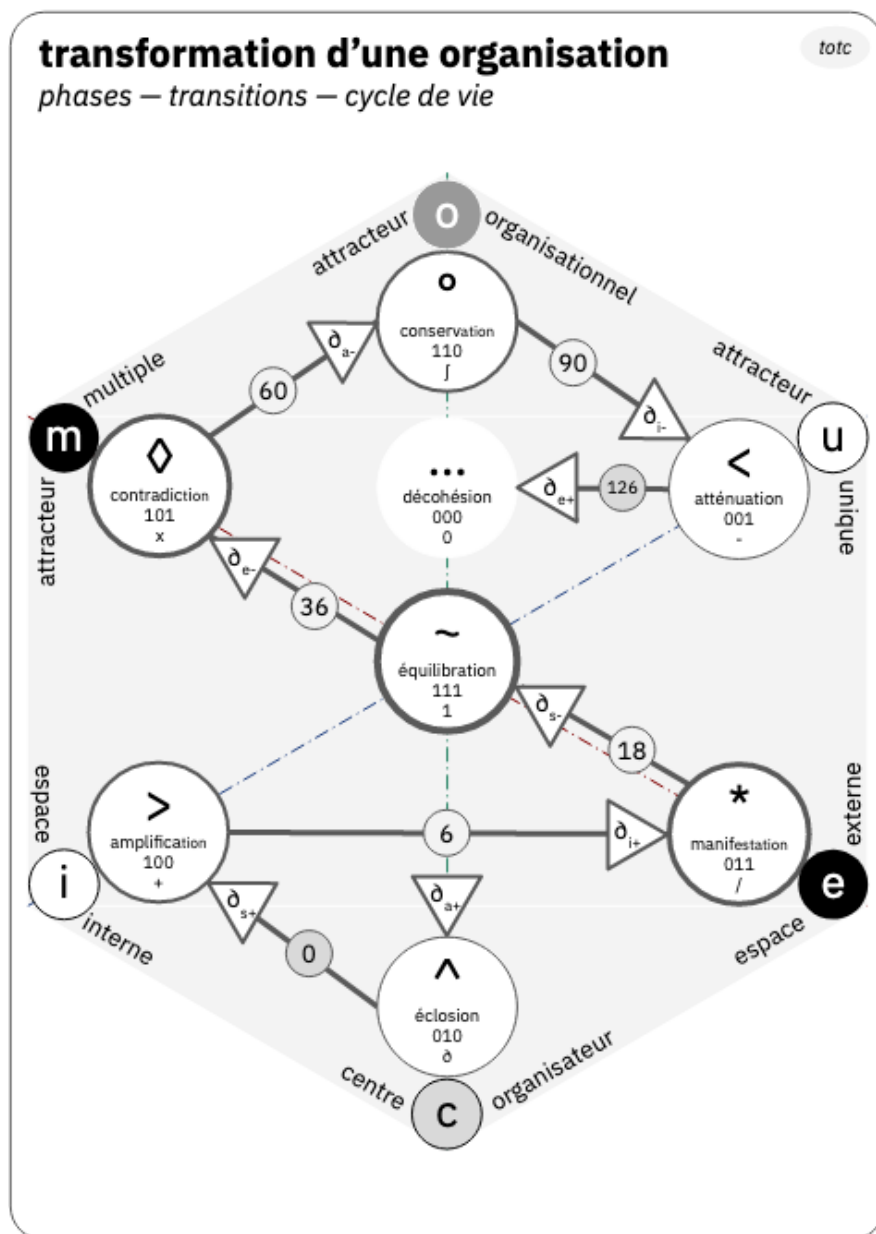 transformation d’une organisation
totc
phases — transitions — cycle de vie
o
attracteur
organisationnel
o
conservation
110
∫
∂a-
90
attracteur
multiple
60
∂i-
m
u
◊
contradiction
101
x
...
décohésion
000
0
∂e+
126
<
atténuation
001
-
attracteur
unique
∂e-
36
~
équilibration
111
1
∂s-
18
espace
externe
>
amplification
100
+
6
∂i+
*
manifestation
011
/
i
e
∂s+
∂a+
interne
espace
0
^
éclosion
010
∂
centre
organisateur
c